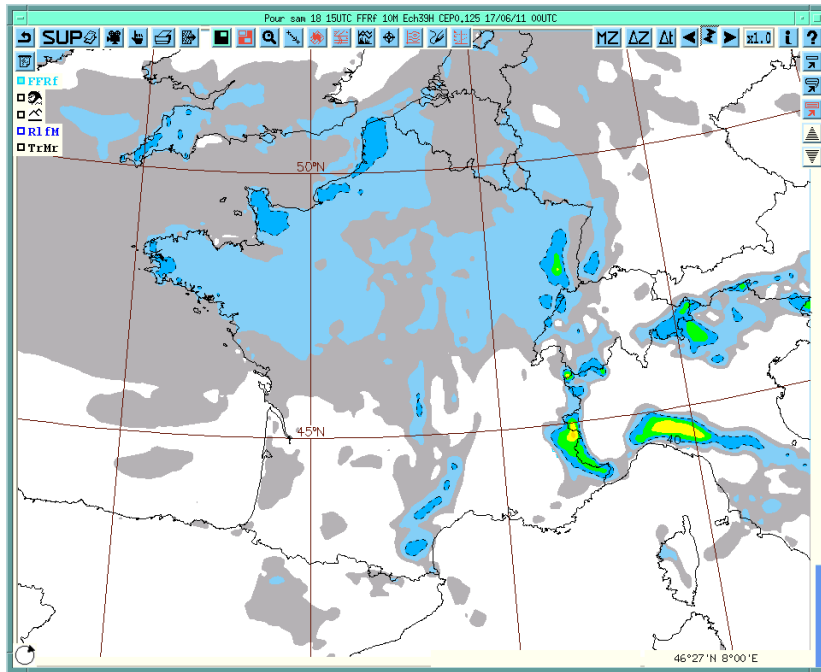 Pour sam 18 15UTC FFRf 10M Ech39H CEP0,125 17/06/11 00UTC
SUP MZ ΔZ Δt x1.0 i ?
FFRf
RlfM
TrMr
50°N
45°N
40
46°27'N 8°00'E